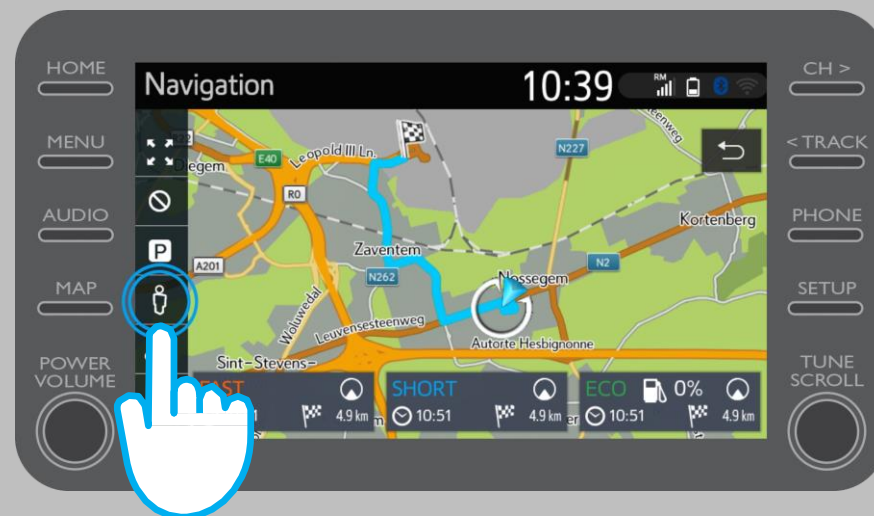 HOME
MENU
AUDIO
MAP
POWER
VOLUME
Navigation
10:39
RM
CH >
< TRACK
PHONE
SETUP
TUNE
SCROLL
E40
Leopold III Ln.
N227
R0
P
A201
Zaventem
N262
Kortenberg
N2
Nossegem
Woluwedal
Leuvensesteenweg
Autorte Hesbignonne
Sint-Stevens-
4.9 km
SHORT
10:51
4.9 km
ECO
0%
10:51
4.9 km